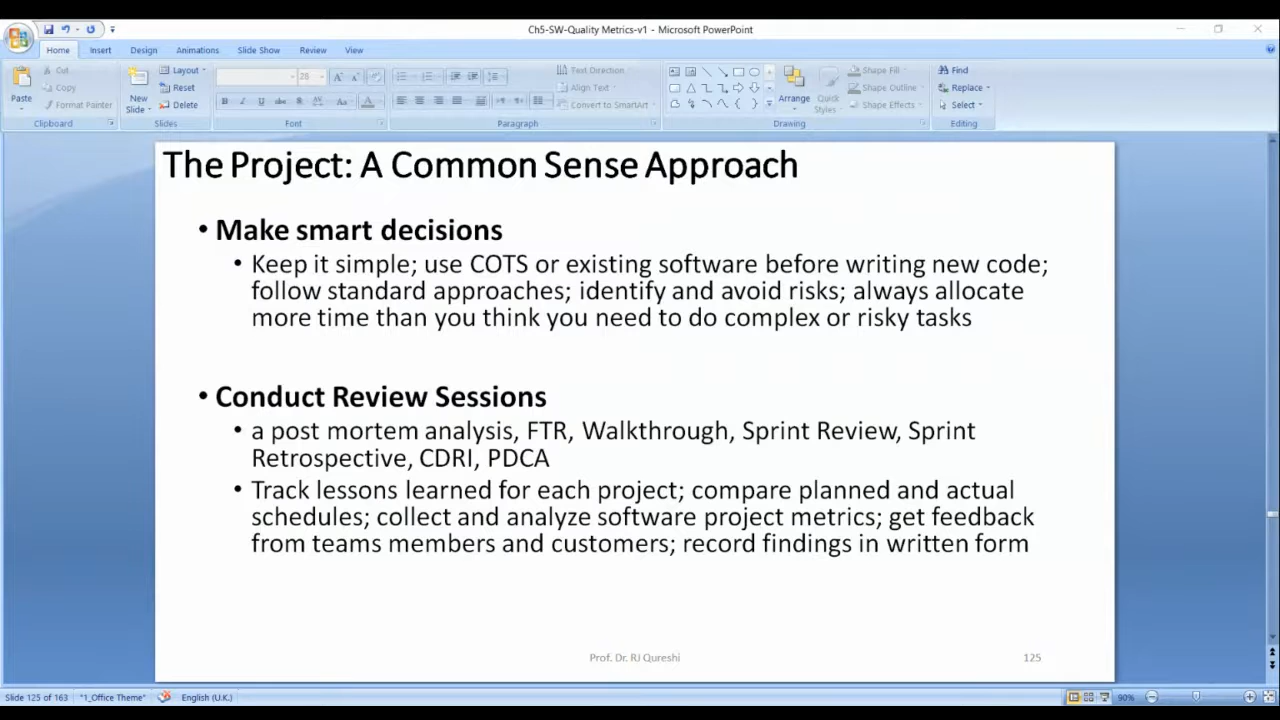 Ch5-SW-Quality Metrics-v1 - Microsoft PowerPoint
Home Insert Design Animations Slide Show Review View
Paste
Cut
Copy
Format Painter
Clipboard
New
Slide
Layout
Reset
Delete
Slides
28
B I U abc S AV Aa A
Font
Text Direction
Align Text
Convert to SmartArt
Paragraph
Arrange
Quick
Styles
Shape Fill
Shape Outline
Shape Effects
Drawing
Find
Replace
Select
Editing
The Project: A Common Sense Approach
• Make smart decisions
• Keep it simple; use COTS or existing software before writing new code;
follow standard approaches; identify and avoid risks; always allocate
more time than you think you need to do complex or risky tasks
• Conduct Review Sessions
• a post mortem analysis, FTR, Walkthrough, Sprint Review, Sprint
Retrospective, CDRI, PDCA
• Track lessons learned for each project; compare planned and actual
schedules; collect and analyze software project metrics; get feedback
from teams members and customers; record findings in written form
Prof. Dr. RJ Qureshi
125
Slide 125 of 163 "1_Office Theme" English (U.K.) 90%